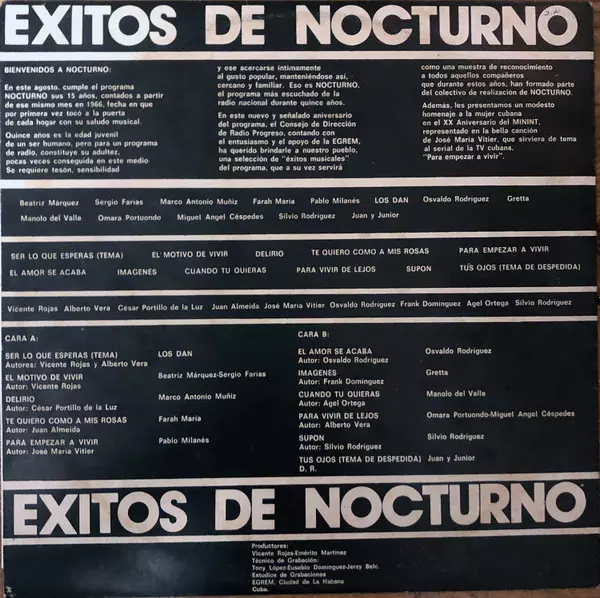 EXITOS DE NOCTURNO
BIENVENIDOS A NOCTURNO:
En este agosto, cumple el programa
NOCTURNO sus 15 años, contados a partir
de ese mismo mes en 1966, fecha en que
por primera vez tocó a la puerta
de cada hogar con su saludo musical.
Quince años es la edad juvenil
de un ser humano, pero para un programa
de radio, constituye su adultez,
pocas veces conseguida en este medio
Se requiere tesón, sensibilidad
y ese acercarse íntimamente
al gusto popular, manteniéndose así,
cercano y familiar. Eso es NOCTURNO,
el programa más escuchado de la
radio nacional durante quince años.
En este nuevo y señalado aniversario
del programa, el Consejo de Dirección
de Radio Progreso, contando con
el entusiasmo y el apoyo de la EGREM,
ha querido brindarle a nuestro pueblo,
una selección de "éxitos musicales"
del programa, que a su vez servirá
como una muestra de reconocimiento
a todos aquellos compañeros
que durante estos años, han formado parte
del colectivo de realización de NOCTURNO.
Además, les presentamos un modesto
homenaje a la mujer cubana
en el XX Aniversario del MININT,
representado en la bella canción
de José María Vitier, que sirviera de tema
al serial de la TV cubana.
"Para empezar a vivir".
Beatriz Márquez Sergio Farías Marco Antonio Muñiz Farah María Pablo Milanés LOS DAN Osvaldo Rodríguez Gretta
Manolo del Valle Omara Portuondo Miguel Angel Céspedes Silvio Rodríguez Juan y Junior
SER LO QUE ESPERAS (TEMA) EL MOTIVO DE VIVIR DELIRIO TE QUIERO COMO A MIS ROSAS PARA EMPEZAR A VIVIR
EL AMOR SE ACABA IMAGENES CUANDO TU QUIERAS PARA VIVIR DE LEJOS SUPON TUS OJOS (TEMA DE DESPEDIDA)
Vicente Rojas Alberto Vera César Portillo de la Luz Juan Almeida José María Vitier Osvaldo Rodríguez Frank Domínguez Agel Ortega Silvio Rodríguez
CARA A:
SER LO QUE ESPERAS (TEMA) LOS DAN
Autores: Vicente Rojas y Alberto Vera
EL MOTIVO DE VIVIR Beatriz Márquez-Sergio Farías
Autor: Vicente Rojas
DELIRIO Marco Antonio Muñiz
Autor: César Portillo de la Luz
TE QUIERO COMO A MIS ROSAS Farah María
Autor: Juan Almeida
PARA EMPEZAR A VIVIR Pablo Milanés
Autor: José María Vitier
CARA B:
EL AMOR SE ACABA Osvaldo Rodríguez
Autor: Osvaldo Rodríguez
IMAGENES Gretta
Autor: Frank Domínguez
CUANDO TU QUIERAS Manolo del Valle
Autor: Agel Ortega
PARA VIVIR DE LEJOS Omara Portuondo-Miguel Angel Céspedes
Autor: Alberto Vera
SUPON Silvio Rodríguez
Autor: Silvio Rodríguez
TUS OJOS (TEMA DE DESPEDIDA) Juan y Junior
D. R.
EXITOS DE NOCTURNO
Productores:
Vicente Rojas-Emérito Martínez
Técnico de Grabación:
Tony López-Eusebio Domínguez-Jerzy Belc.
Estudios de Grabaciones
EGREM, Ciudad de La Habana
Cuba.